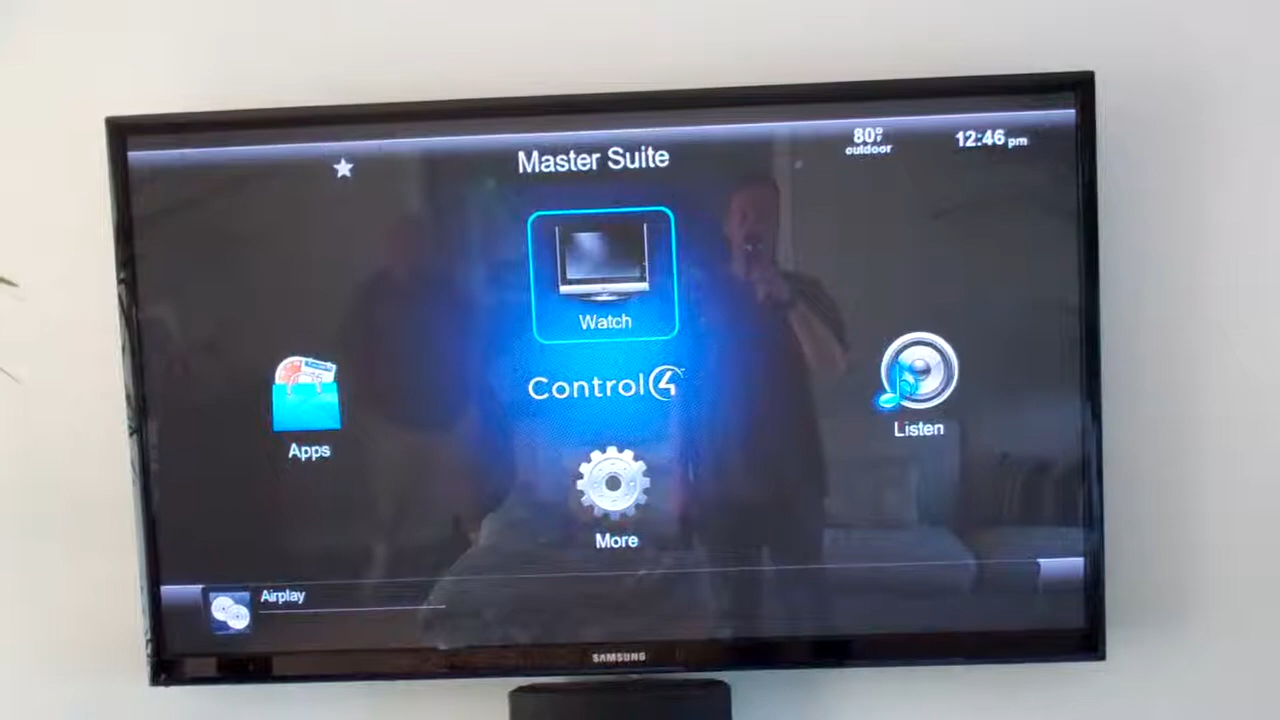 Master Suite
80°F
outdoor
12:46 pm
Watch
Control4
Apps
Listen
More
Airplay
SAMSUNG